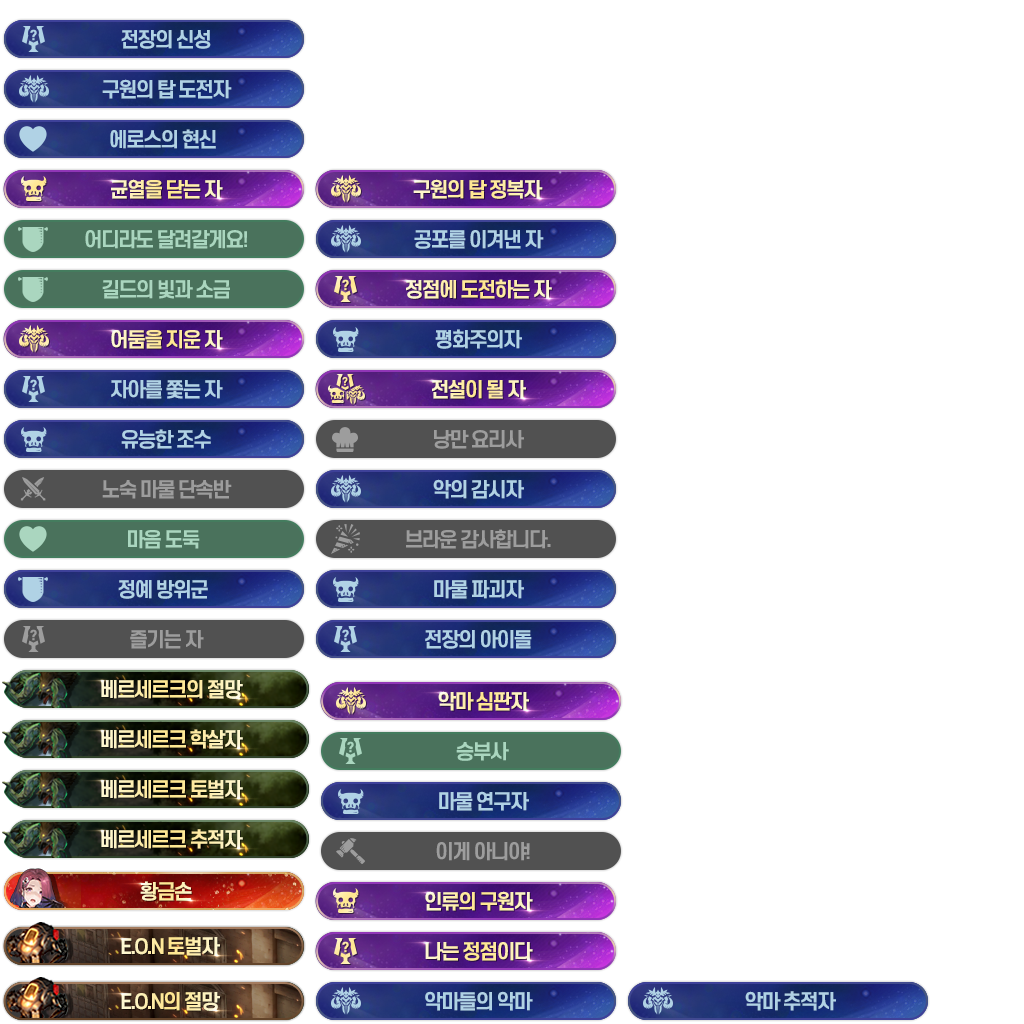 전장의 신성
구원의 탑 도전자
에로스의 현신
균열을 닫는 자
구원의 탑 정복자
어디라도 달려갈게요!
공포를 이겨낸 자
길드의 빛과 소금
정점에 도전하는 자
어둠을 지운 자
평화주의자
자아를 쫓는 자
전설이 될 자
유능한 조수
낭만 요리사
노숙 마물 단속반
악의 감시자
마음 도둑
브라운 감사합니다.
정예 방위군
마물 파괴자
즐기는 자
전장의 아이돌
베르세르크의 절망
악마 심판자
베르세르크 학살자
승부사
베르세르크 토벌자
마물 연구자
베르세르크 추적자
이게 아니야!
황금손
인류의 구원자
E.O.N 토벌자
나는 정점이다
E.O.N의 절망
악마들의 악마
악마 추적자